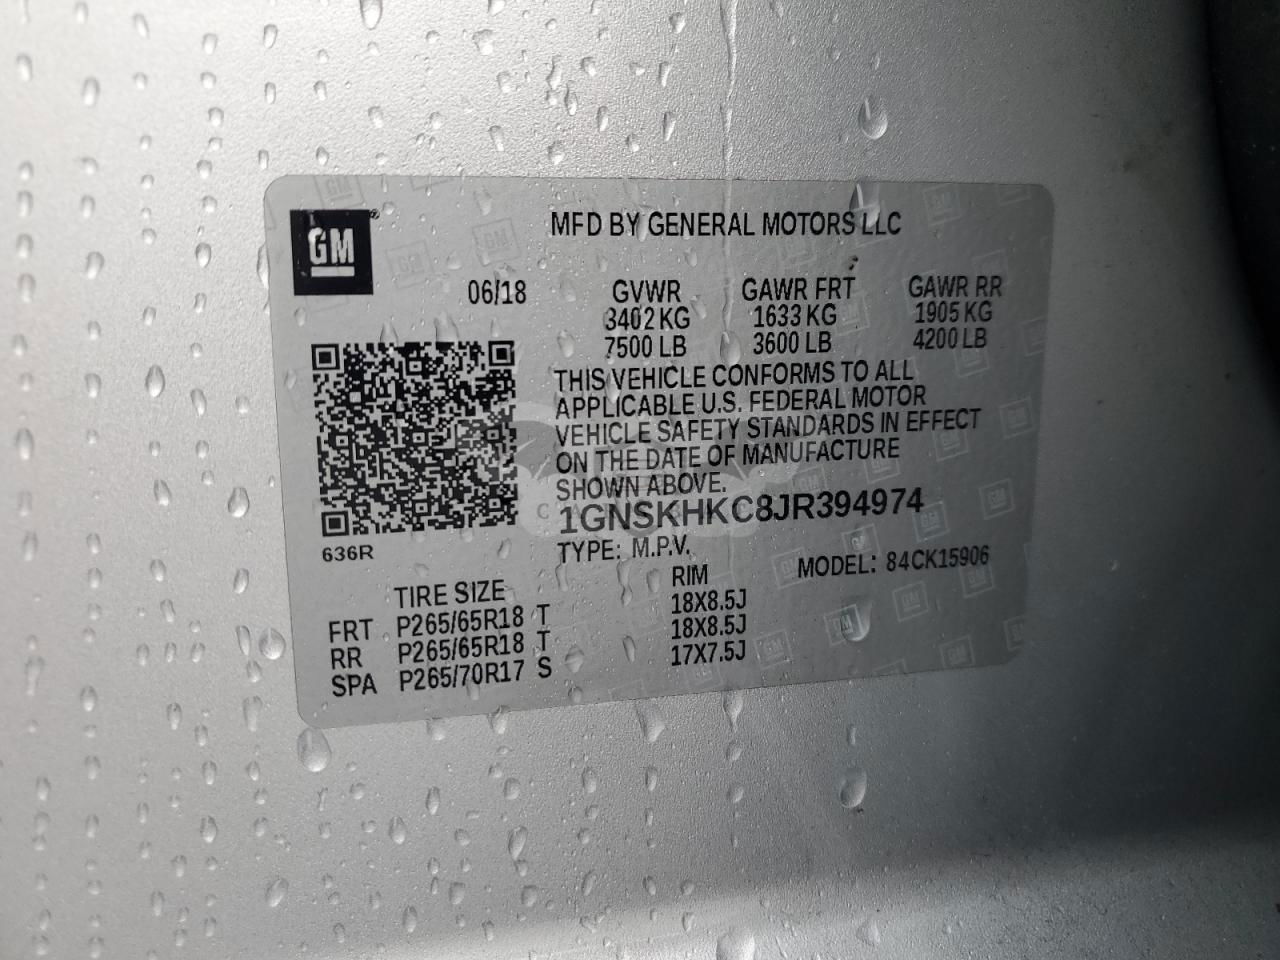 GM
MFD BY GENERAL MOTORS LLC
06/18 GVWR GAWR FRT GAWR RR
3402 KG 1633 KG 1905 KG
7500 LB 3600 LB 4200 LB
THIS VEHICLE CONFORMS TO ALL
APPLICABLE U.S. FEDERAL MOTOR
VEHICLE SAFETY STANDARDS IN EFFECT
ON THE DATE OF MANUFACTURE
SHOWN ABOVE.
1GNSKHKC8JR394974
636R
TYPE: M.P.V. MODEL: 84CK15906
TIRE SIZE RIM
FRT P265/65R18 T 18X8.5J
RR P265/65R18 T 18X8.5J
SPA P265/70R17 S 17X7.5J